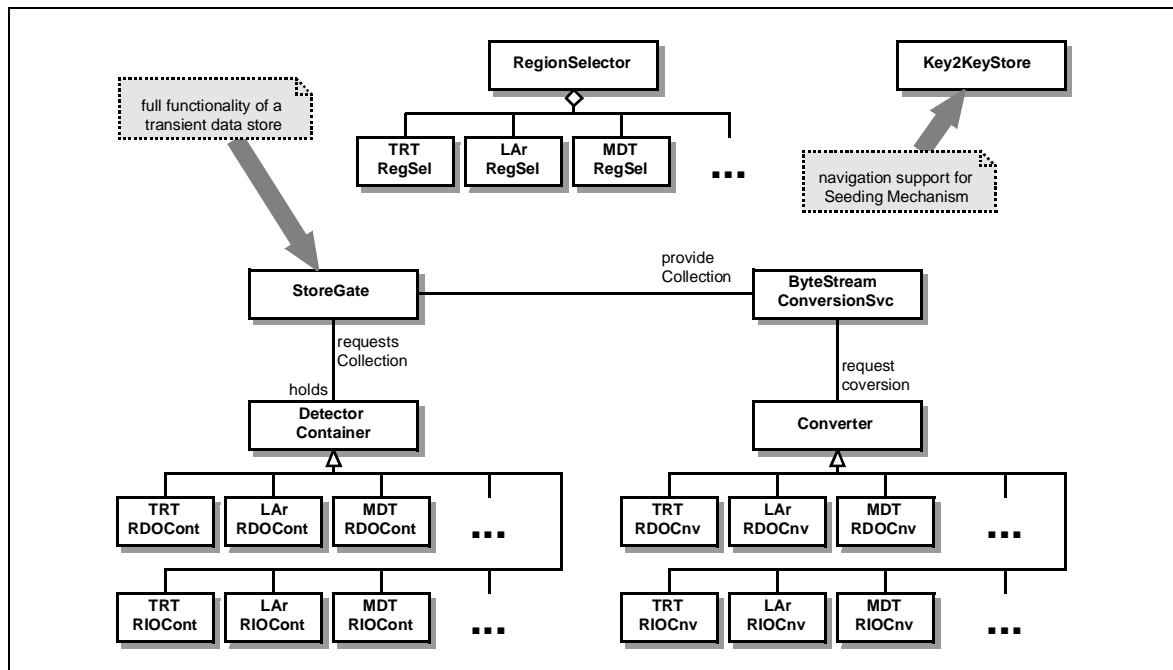 RegionSelector
Key2KeyStore
full functionality of a
transient data store
TRT
RegSel
LAr
RegSel
MDT
RegSel
...
navigation support for
Seeding Mechanism
StoreGate
provide
Collection
ByteStream
ConversionSvc
requests
Collection
holds
request
coversion
Detector
Container
Converter
TRT
RDOCont
LAr
RDOCont
MDT
RDOCont
...
TRT
RDOCnv
LAr
RDOCnv
MDT
RDOCnv
...
TRT
RIOCont
LAr
RIOCont
MDT
RIOCont
...
TRT
RIOCnv
LAr
RIOCnv
MDT
RIOCnv
...